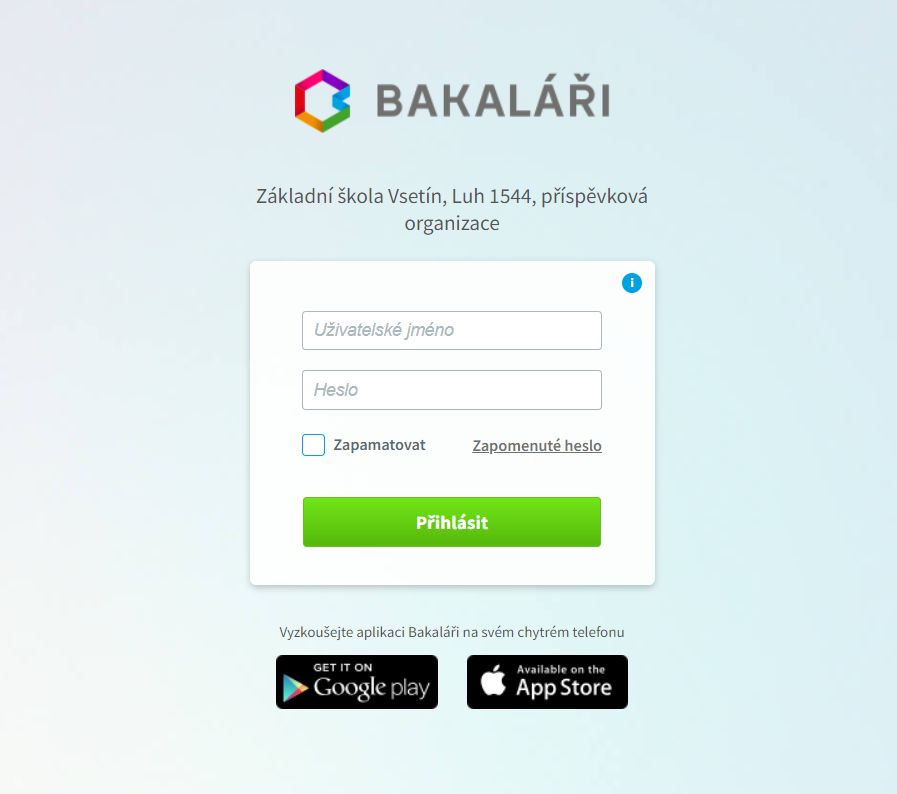 BAKALÁŘI
Základní škola Vsetín, Luh 1544, příspěvková
organizace
i
Uživatelské jméno
Heslo
Zapamatovat Zapomenuté heslo
Přihlásit
Vyzkoušejte aplikaci Bakaláři na svém chytrém telefonu
GET IT ON
Google play
Available on the
App Store